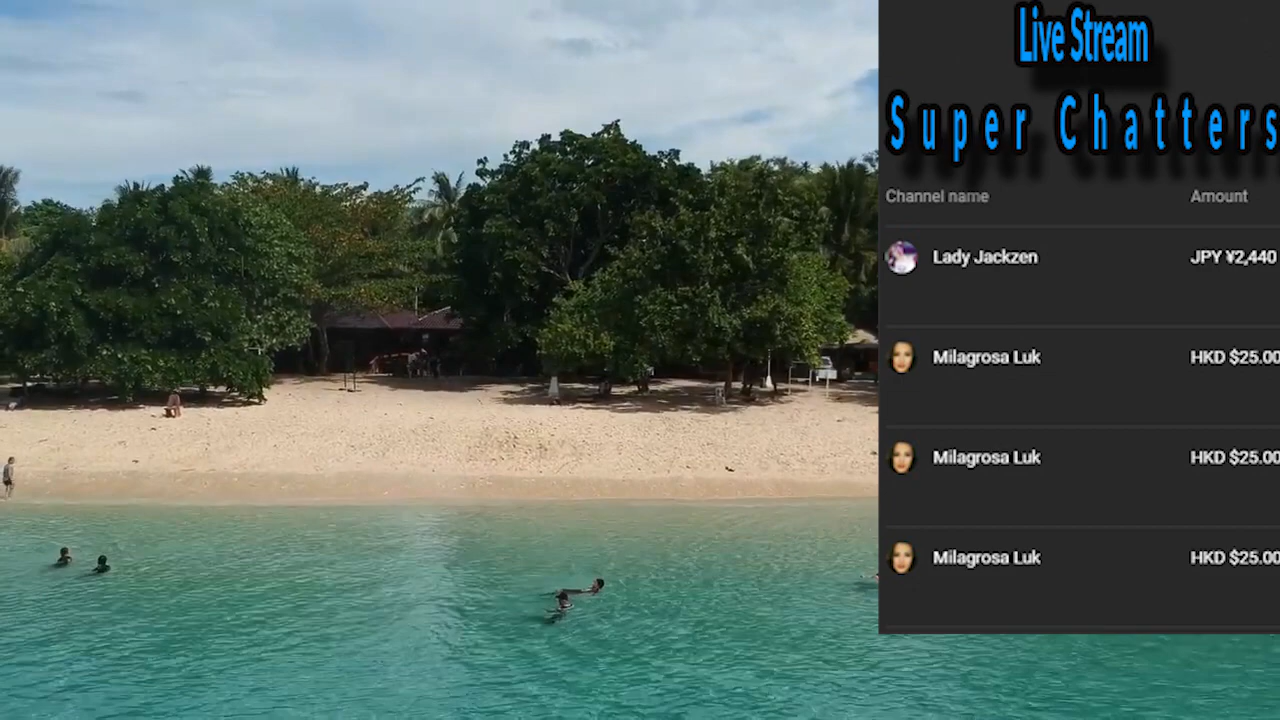 Live Stream
Super Chatters
Channel name Amount
Lady Jackzen JPY ¥2,440
Milagrosa Luk HKD $25.00
Milagrosa Luk HKD $25.00
Milagrosa Luk HKD $25.00